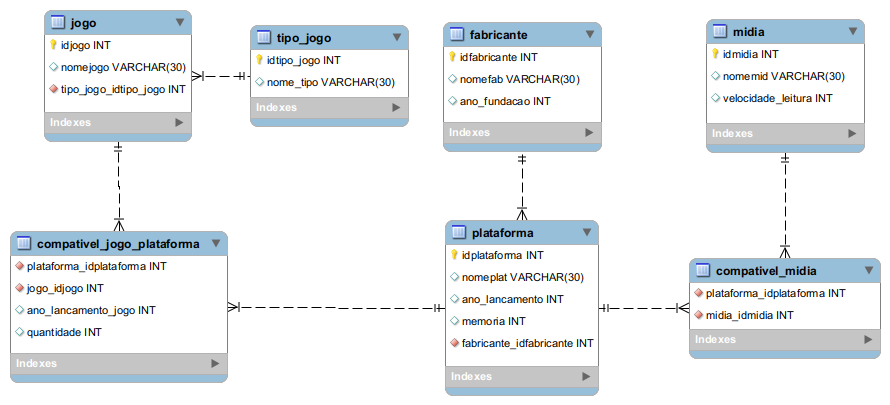 jogo
idjogo INT
nomejogo VARCHAR(30)
tipo_jogo_idtipo_jogo INT
Indexes
tipo_jogo
idtipo_jogo INT
nome_tipo VARCHAR(30)
Indexes
fabricante
idfabricante INT
nomefab VARCHAR(30)
ano_fundacao INT
Indexes
midia
idmidia INT
nomemid VARCHAR(30)
velocidade_leitura INT
Indexes
compativel_jogo_plataforma
plataforma_idplataforma INT
jogo_idjogo INT
ano_lancamento_jogo INT
quantidade INT
Indexes
plataforma
idplataforma INT
nomeplat VARCHAR(30)
ano_lancamento INT
memoria INT
fabricante_idfabricante INT
Indexes
compativel_midia
plataforma_idplataforma INT
midia_idmidia INT
Indexes